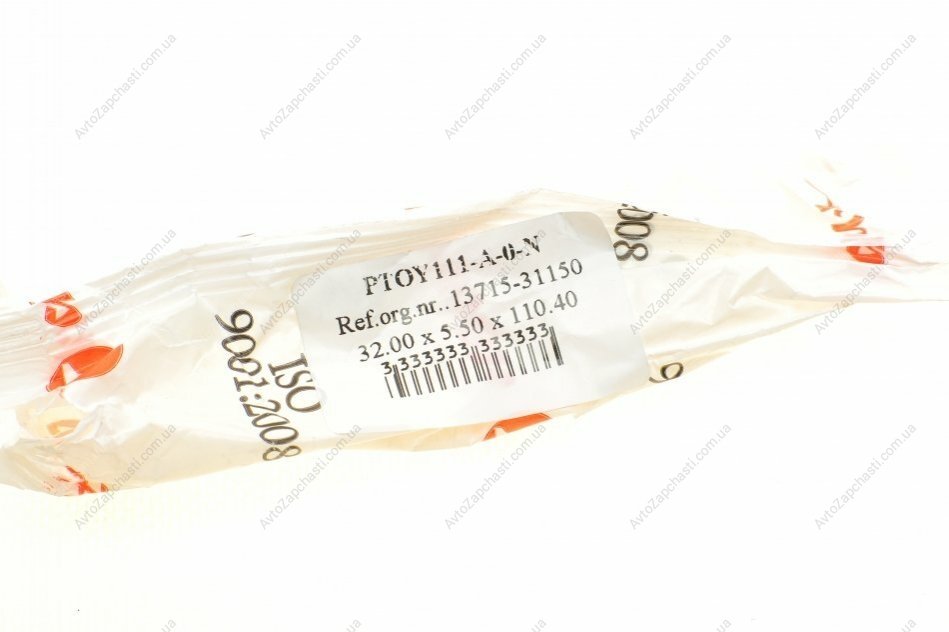 PTOY111-A-0-N
Ref.org.nr..13715-31150
32.00 x 5.50 x 110.40
3 333333 333333
ISO
9001:2008
AvtoZapchasti.com.ua